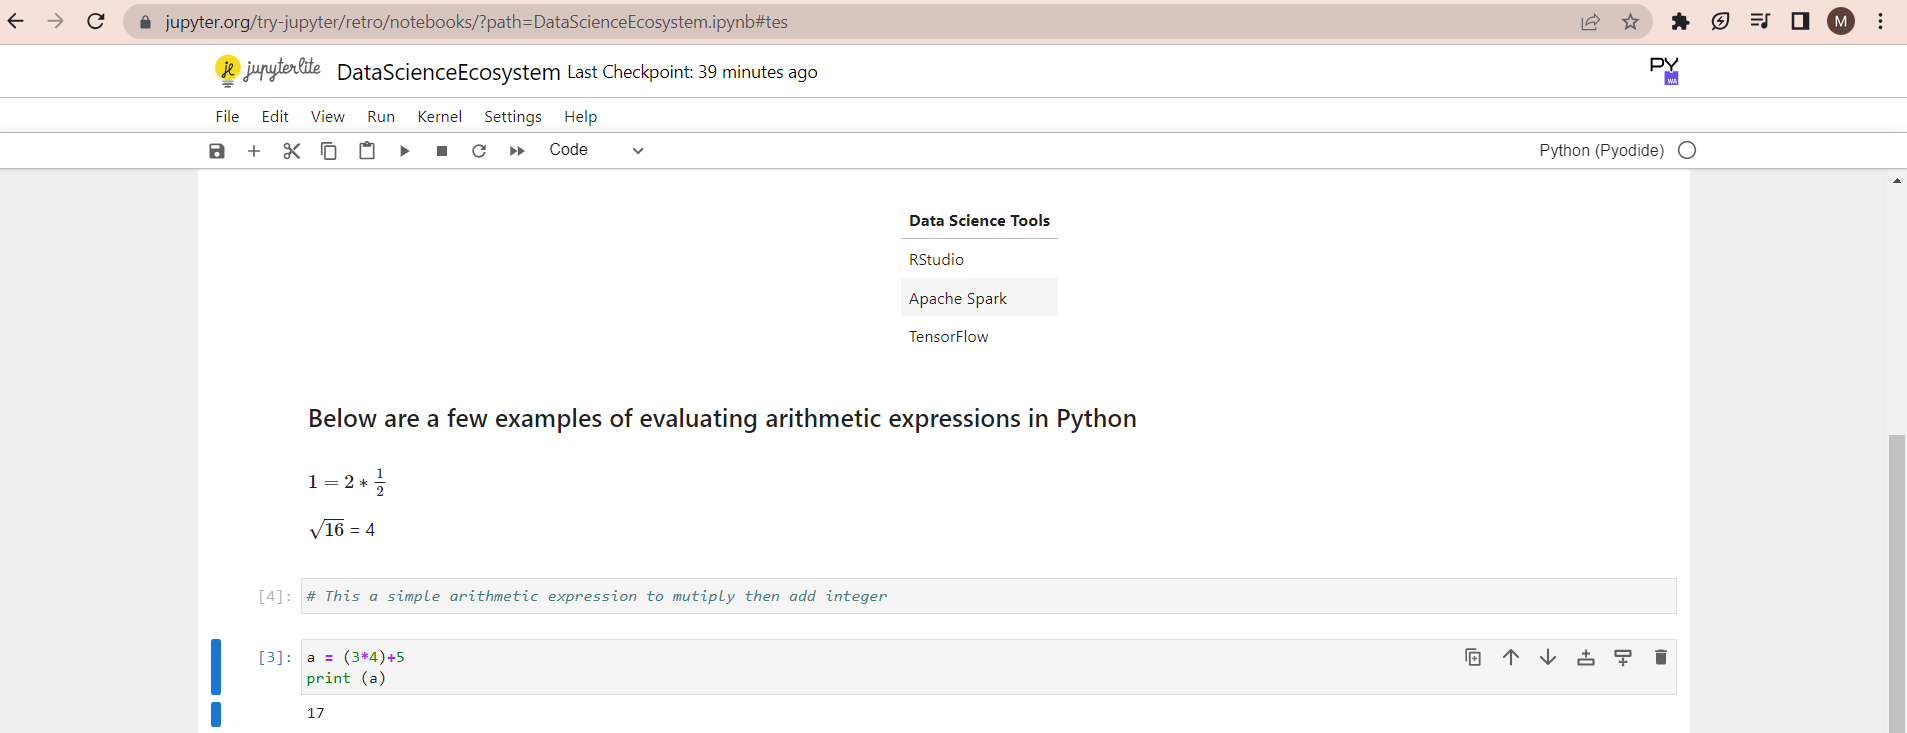 jupyter.org/try-jupyter/retro/notebooks/?path=DataScienceEcosystem.ipynb#tes
M
je jupyterlite DataScienceEcosystem Last Checkpoint: 39 minutes ago
PY
WA
File Edit View Run Kernel Settings Help
Code
Python (Pyodide)
Data Science Tools
RStudio
Apache Spark
TensorFlow
Below are a few examples of evaluating arithmetic expressions in Python
1 = 2 * 1/2
√16 = 4
[4]: # This a simple arithmetic expression to mutiply then add integer
[3]: a = (3*4)+5
print (a)
17